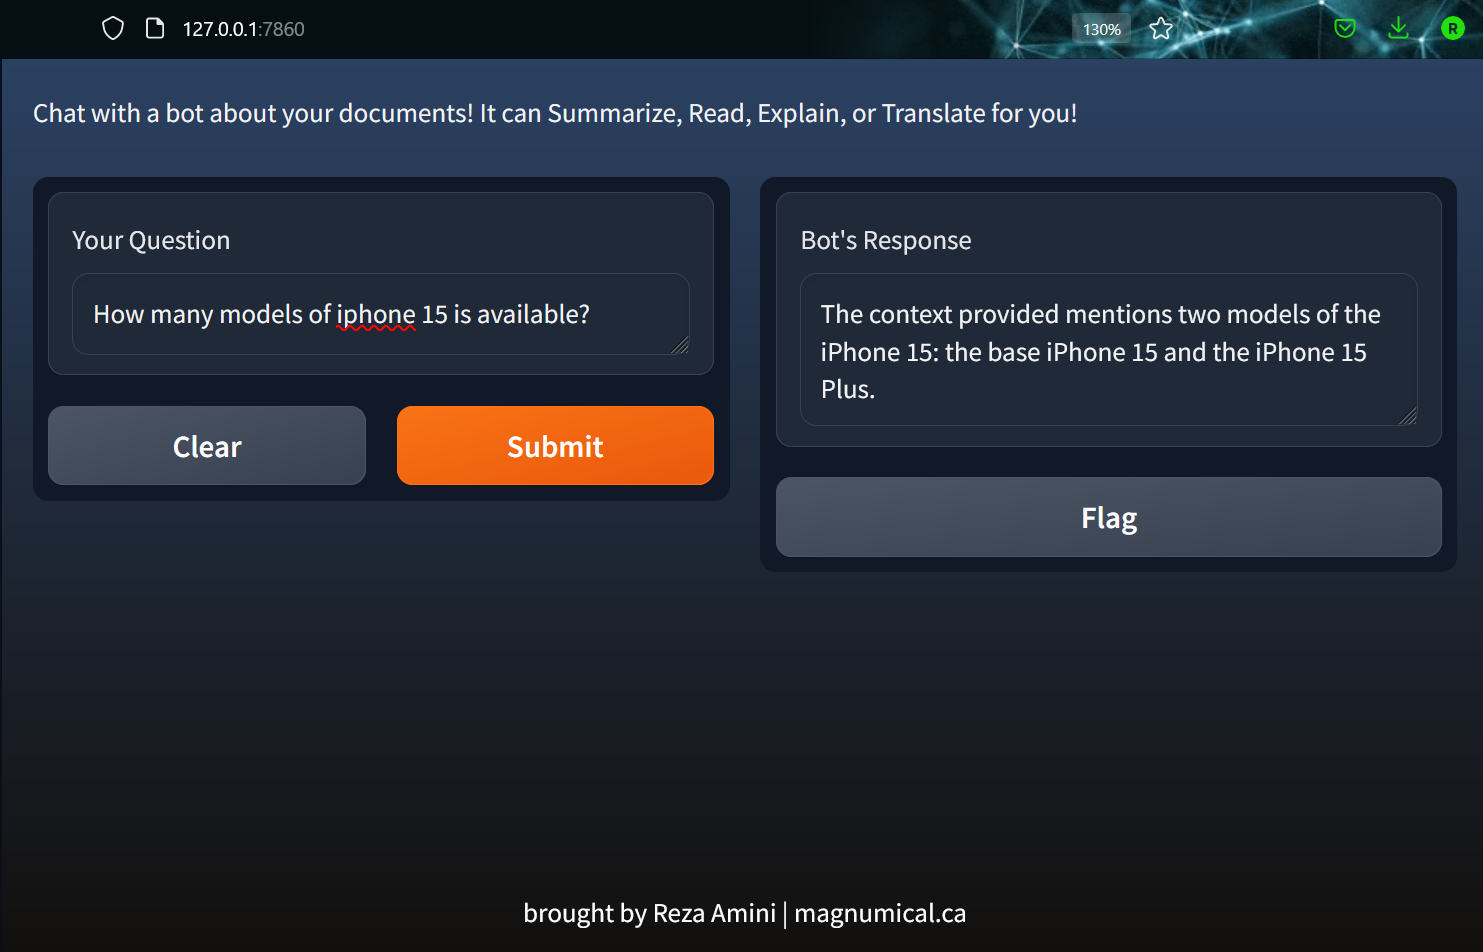 127.0.0.1:7860
130%
R
Chat with a bot about your documents! It can Summarize, Read, Explain, or Translate for you!
Your Question
How many models of iphone 15 is available?
Clear
Submit
Bot's Response
The context provided mentions two models of the
iPhone 15: the base iPhone 15 and the iPhone 15
Plus.
Flag
brought by Reza Amini | magnumical.ca